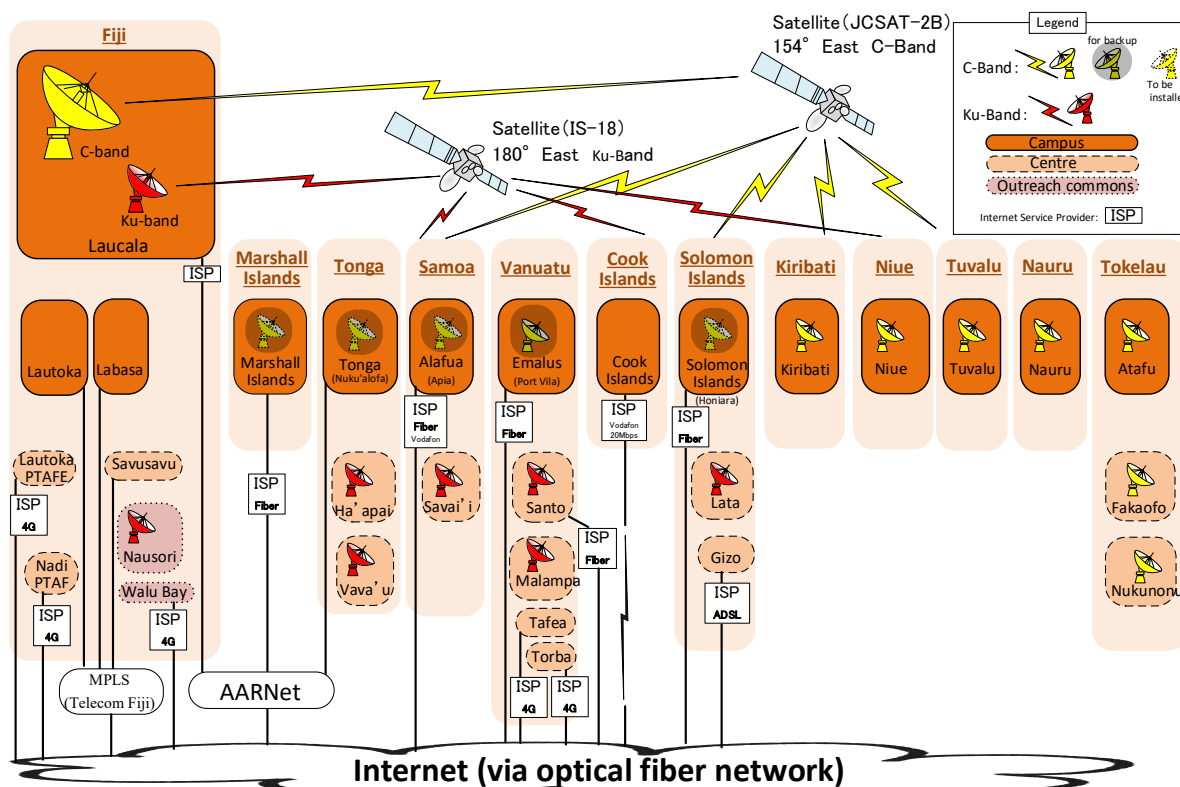 Fiji
C-band
Ku-band
Laucala
Satellite(JCSAT-2B)
154° East C-Band
Satellite(IS-18)
180° East Ku-Band
Legend
C-Band:
for backup
To be
installe
Ku-Band:
Campus
Centre
Outreach commons
Internet Service Provider: ISP
ISP
Lautoka
Labasa
Lautoka
PTAFE
ISP
4G
Nadi
PTAF
ISP
4G
Savusavu
Nausori
Walu Bay
ISP
4G
MPLS
(Telecom Fiji)
Marshall
Islands
Marshall
Islands
ISP
Fiber
AARNet
Tonga
Tonga
(Nuku'alofa)
Ha'apai
Vava'u
Samoa
Alafua
(Apia)
ISP
Fiber
Vodafon
Savai'i
Vanuatu
Emalus
(Port Vila)
ISP
Fiber
Santo
ISP
Fiber
Malampa
Tafea
Torba
ISP
4G
ISP
4G
Cook
Islands
Cook
Islands
ISP
Vodafon
20Mbps
Solomon
Islands
Solomon
Islands
(Honiara)
ISP
Fiber
Lata
Gizo
ISP
ADSL
Kiribati
Kiribati
Niue
Niue
Tuvalu
Tuvalu
Nauru
Nauru
Tokelau
Atafu
Fakaofo
Nukunonu
Internet (via optical fiber network)